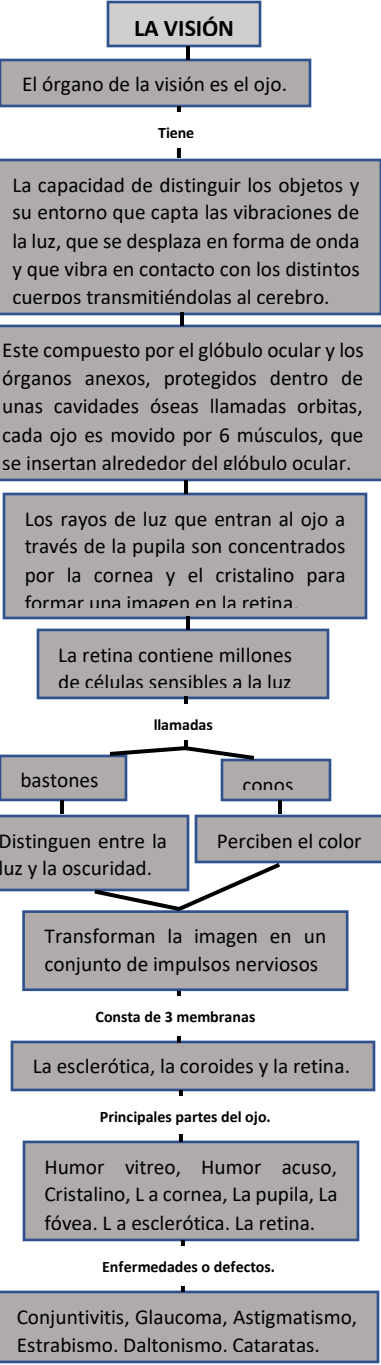 LA VISIÓN
El órgano de la visión es el ojo.
Tiene
La capacidad de distinguir los objetos y
su entorno que capta las vibraciones de
la luz, que se desplaza en forma de onda
y que vibra en contacto con los distintos
cuerpos transmitiéndolas al cerebro.
Este compuesto por el glóbulo ocular y los
órganos anexos, protegidos dentro de
unas cavidades óseas llamadas orbitas,
cada ojo es movido por 6 músculos, que
se insertan alrededor del glóbulo ocular.
Los rayos de luz que entran al ojo a
través de la pupila son concentrados
por la cornea y el cristalino para
formar una imagen en la retina.
La retina contiene millones
de células sensibles a la luz
llamadas
bastones
conos
Distinguen entre la
luz y la oscuridad.
Perciben el color
Transforman la imagen en un
conjunto de impulsos nerviosos
Consta de 3 membranas
La esclerótica, la coroides y la retina.
Principales partes del ojo.
Humor vitreo, Humor acuso,
Cristalino, L a cornea, La pupila, La
fóvea. L a esclerótica. La retina.
Enfermedades o defectos.
Conjuntivitis, Glaucoma, Astigmatismo,
Estrabismo. Daltonismo. Cataratas.